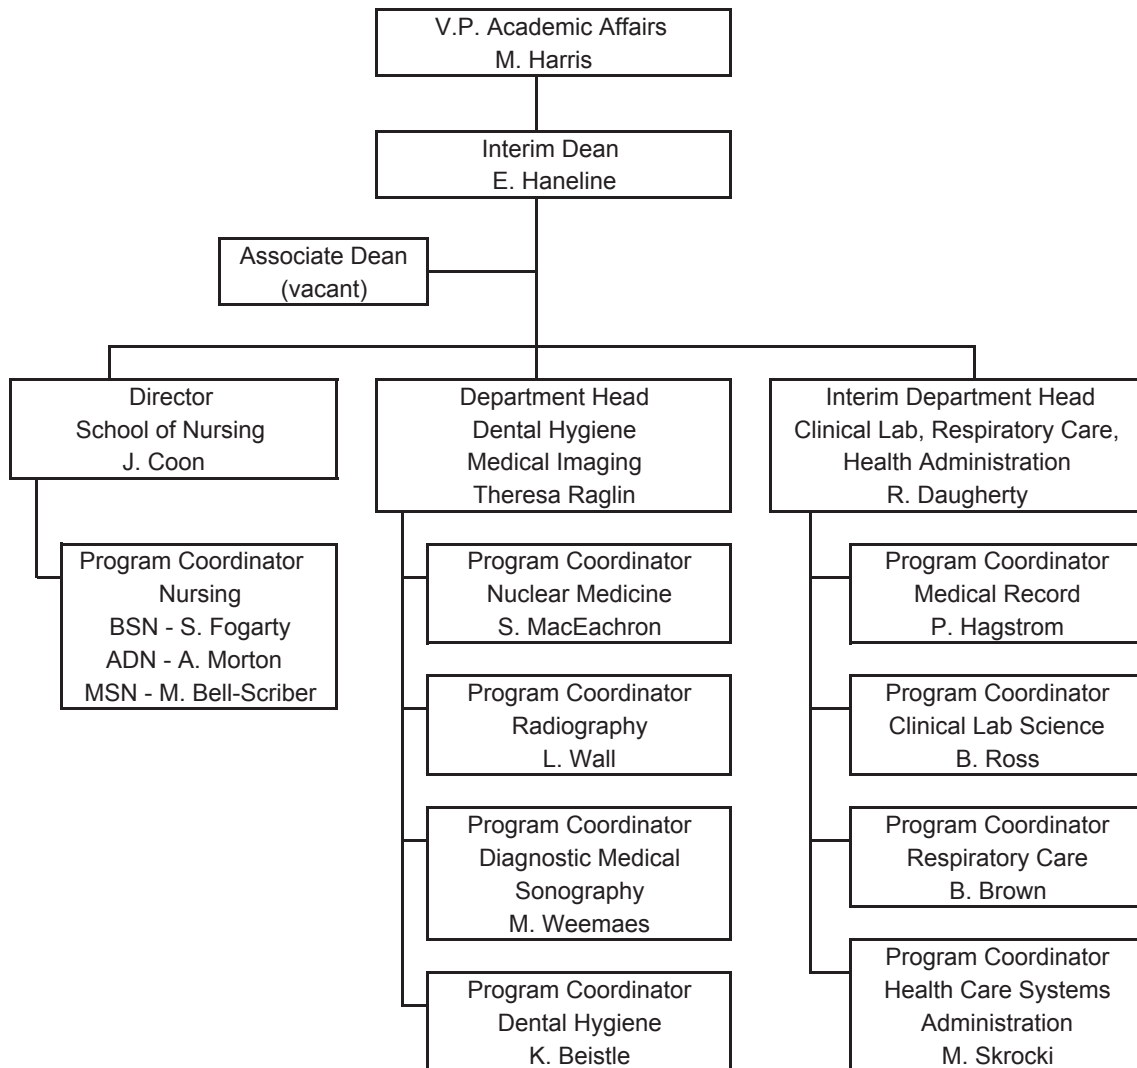 V.P. Academic Affairs
M. Harris
Interim Dean
E. Haneline
Associate Dean
(vacant)
Director
School of Nursing
J. Coon
Program Coordinator
Nursing
BSN - S. Fogarty
ADN - A. Morton
MSN - M. Bell-Scriber
Department Head
Dental Hygiene
Medical Imaging
Theresa Raglin
Program Coordinator
Nuclear Medicine
S. MacEachron
Program Coordinator
Radiography
L. Wall
Program Coordinator
Diagnostic Medical
Sonography
M. Weemaes
Program Coordinator
Dental Hygiene
K. Beistle
Interim Department Head
Clinical Lab, Respiratory Care,
Health Administration
R. Daugherty
Program Coordinator
Medical Record
P. Hagstrom
Program Coordinator
Clinical Lab Science
B. Ross
Program Coordinator
Respiratory Care
B. Brown
Program Coordinator
Health Care Systems
Administration
M. Skrocki